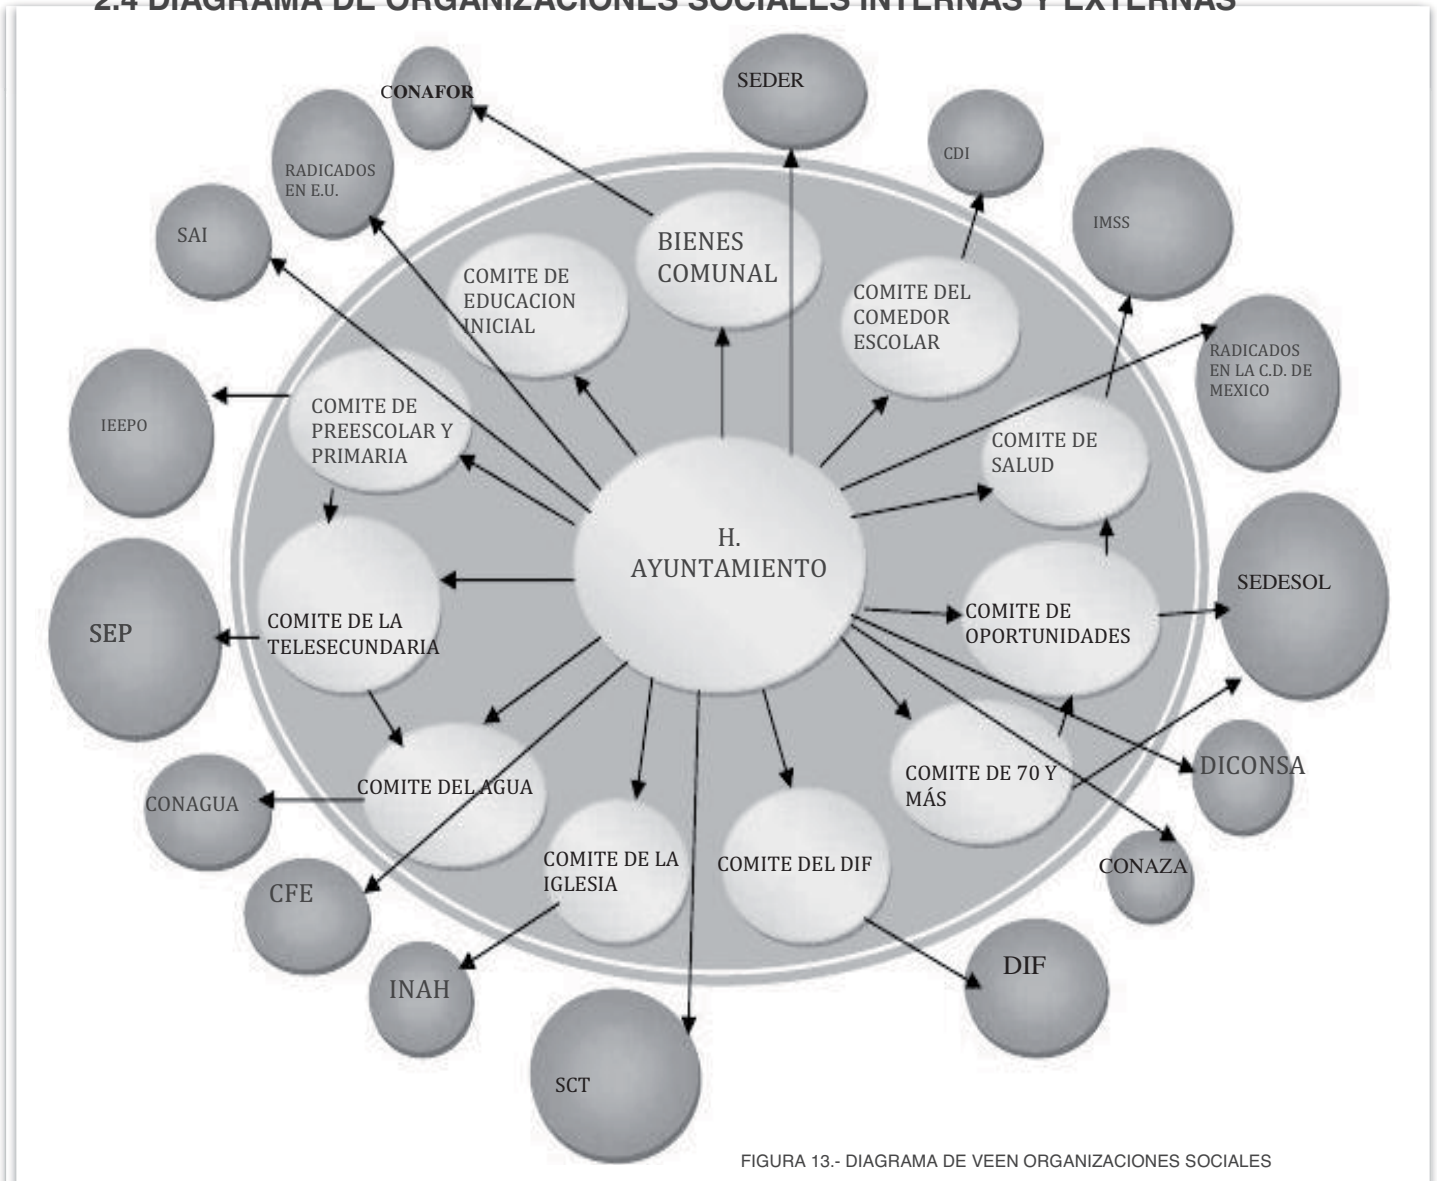 2.4 DIAGRAMA DE ORGANIZACIONES SOCIALES INTERNAS Y EXTERNAS
CONAFOR
SEDER
CDI
RADICADOS
EN E.U.
IMSS
SAI
BIENES
COMUNAL
COMITE DE
EDUCACION
INICIAL
COMITE DEL
COMEDOR
ESCOLAR
RADICADOS
EN LA C.D. DE
MEXICO
IEEPO
COMITE DE
PREESCOLAR Y
PRIMARIA
COMITE DE
SALUD
H.
AYUNTAMIENTO
SEDESOL
SEP
COMITE DE LA
TELESECUNDARIA
COMITE DE
OPORTUNIDADES
DICONSA
CONAGUA
COMITE DEL AGUA
COMITE DE 70 Y
MÁS
CFE
COMITE DE LA
IGLESIA
COMITE DEL DIF
CONAZA
INAH
DIF
SCT
FIGURA 13.- DIAGRAMA DE VEEN ORGANIZACIONES SOCIALES